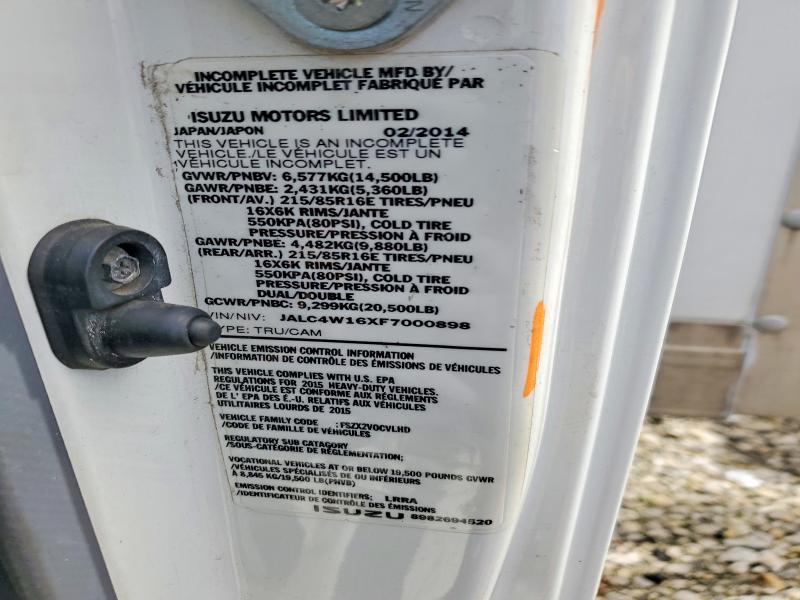 INCOMPLETE VEHICLE MFD BY/
VÉHICULE INCOMPLET FABRIQUÉ PAR
ISUZU MOTORS LIMITED
JAPAN/JAPON 02/2014
THIS VEHICLE IS AN INCOMPLETE
VEHICLE./LE VÉHICULE EST UN
VÉHICULE INCOMPLET.
GVWR/PNBV: 6,577KG(14,500LB)
GAWR/PNBE: 2,431KG(5,360LB)
(FRONT/AV.) 215/85R16E TIRES/PNEU
16X6K RIMS/JANTE
550KPA(80PSI), COLD TIRE
PRESSURE/PRESSION À FROID
GAWR/PNBE: 4,482KG(9,880LB)
(REAR/ARR.) 215/85R16E TIRES/PNEU
16X6K RIMS/JANTE
550KPA(80PSI), COLD TIRE
PRESSURE/PRESSION À FROID
DUAL/DOUBLE
GCWR/PNBC: 9,299KG(20,500LB)
VIN/NIV: JALC4W16XF7000898
TYPE: TRU/CAM
VEHICLE EMISSION CONTROL INFORMATION
/INFORMATION DE CONTRÔLE DES ÉMISSIONS DE VÉHICULES
THIS VEHICLE COMPLIES WITH U.S. EPA
REGULATIONS FOR 2015 HEAVY-DUTY VEHICLES.
/CE VÉHICULE EST CONFORME AUX RÈGLEMENTS
DE L' EPA DES É.-U. RELATIFS AUX VÉHICULES
UTILITAIRES LOURDS DE 2015
VEHICLE FAMILY CODE : FSZX2VOCVLHD
/CODE DE FAMILLE DE VÉHICULES
REGULATORY SUB CATAGORY
/SOUS-CATÉGORIE DE RÉGLEMENTATION;
VOCATIONAL VEHICLES AT OR BELOW 19,500 POUNDS GVWR
/VÉHICULES SPÉCIALISÉS DE OU INFÉRIEURS
À 8,845 KG/19,500 LB(PNVB)
EMISSION CONTROL IDENTIFIERS; LRRA
/IDENTIFICATEUR DE CONTRÔLE DES ÉMISSIONS
ISUZU 8982694520